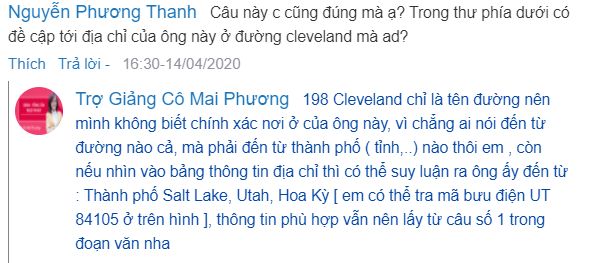 Nguyễn Phương Thanh Câu này c cũng đúng mà ạ? Trong thư phía dưới có
đề cập tới địa chỉ của ông này ở đường cleveland mà ad?
Thích Trả lời - 16:30-14/04/2020
Trợ Giảng Cô Mai Phương 198 Cleveland chỉ là tên đường nên
mình không biết chính xác nơi ở của ông này, vì chẳng ai nói đến từ
đường nào cả, mà phải đến từ thành phố ( tỉnh,..) nào thôi em , còn
nếu nhìn vào bảng thông tin địa chỉ thì có thể suy luận ra ông ấy đến từ
: Thành phố Salt Lake, Utah, Hoa Kỳ [ em có thể tra mã bưu điện UT
84105 ở trên hình ], thông tin phù hợp vẫn nên lấy từ câu số 1 trong
đoạn văn nha